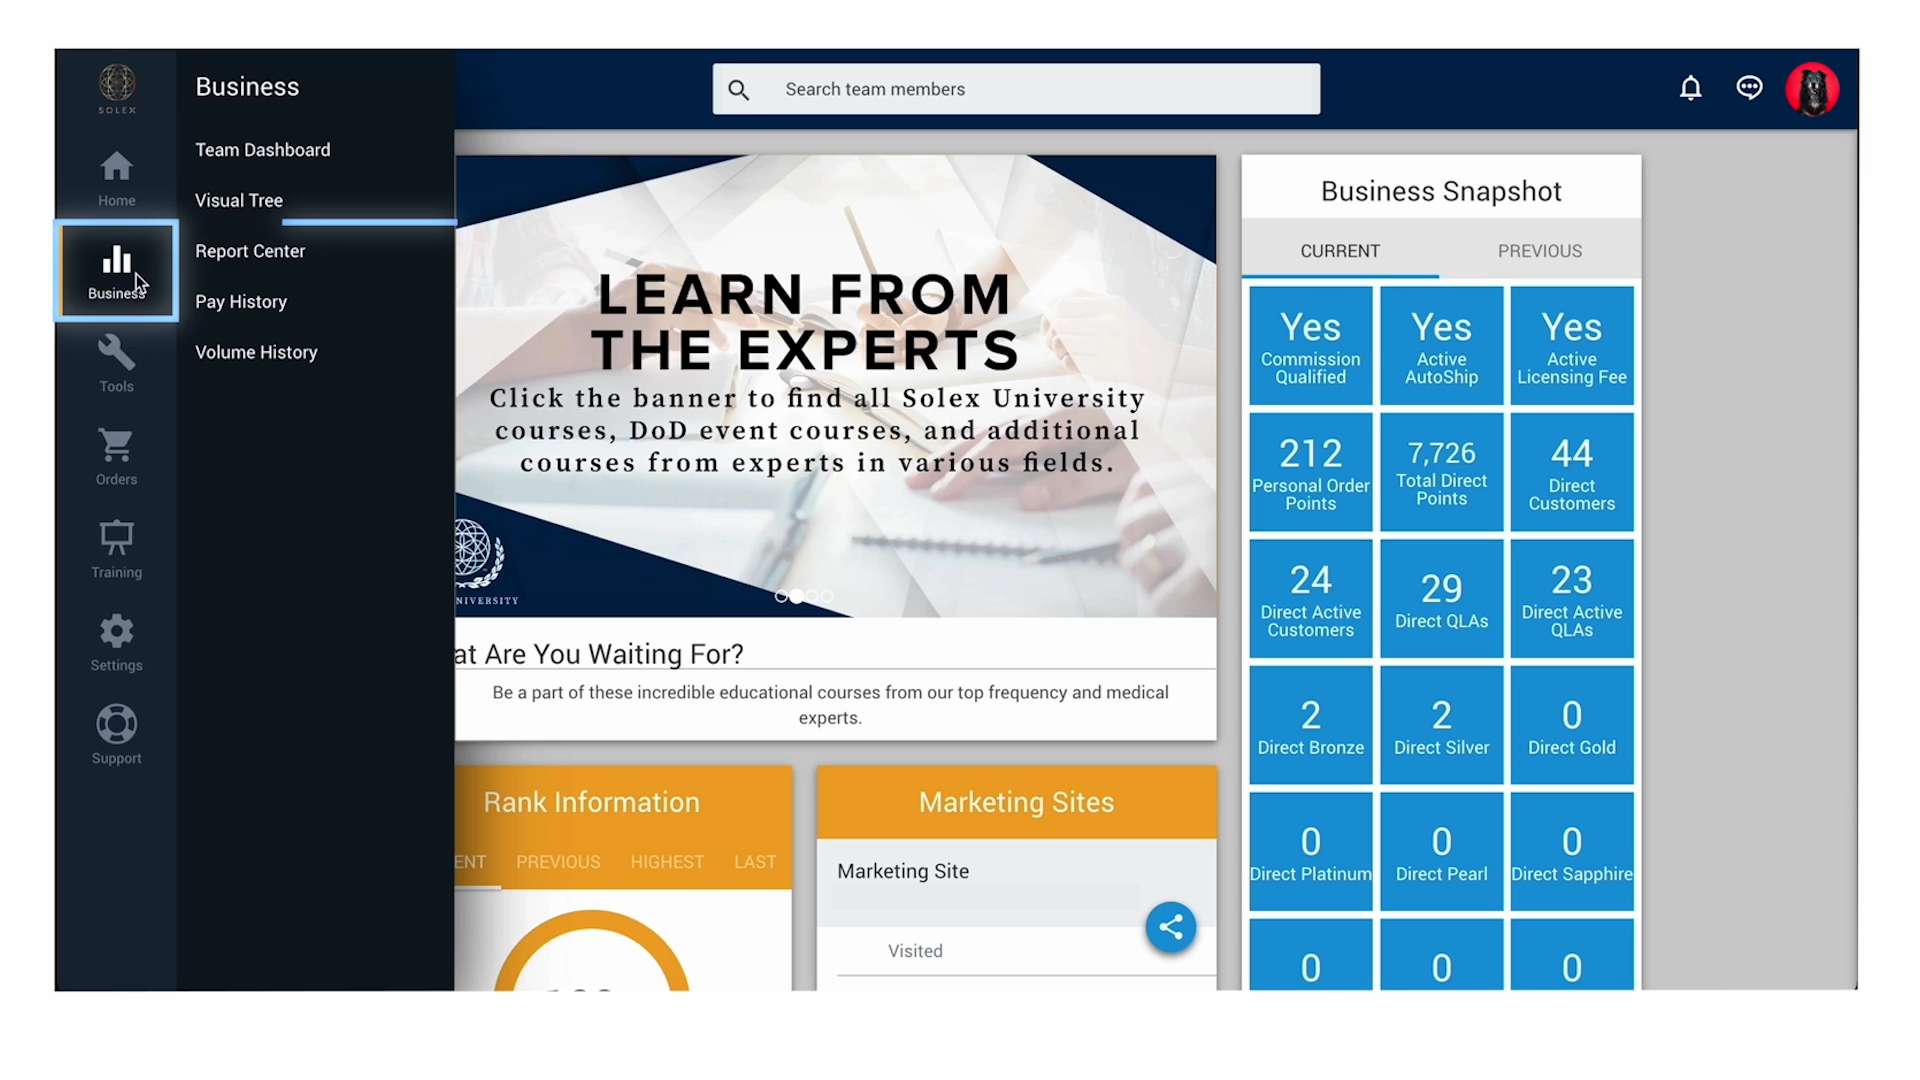 SOLEX
Home
Business
Tools
Orders
Training
Settings
Support
Business
Team Dashboard
Visual Tree
Report Center
Pay History
Volume History
Search team members
LEARN FROM
THE EXPERTS
Click the banner to find all Solex University
courses, DoD event courses, and additional
courses from experts in various fields.
NIVERSITY
at Are You Waiting For?
Be a part of these incredible educational courses from our top frequency and medical
experts.
Rank Information
ENT PREVIOUS HIGHEST LAST
Marketing Sites
Marketing Site
Visited
Business Snapshot
CURRENT PREVIOUS
Yes
Commission
Qualified
Yes
Active
AutoShip
Yes
Active
Licensing Fee
212
Personal Order
Points
7,726
Total Direct
Points
44
Direct
Customers
24
Direct Active
Customers
29
Direct QLAs
23
Direct Active
QLAs
2
Direct Bronze
2
Direct Silver
0
Direct Gold
0
Direct Platinum
0
Direct Pearl
0
Direct Sapphire
0
0
0